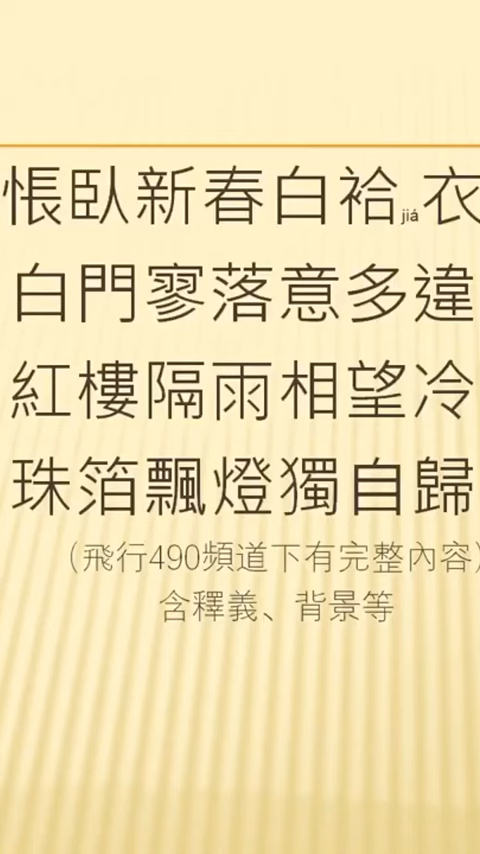 悵臥新春白袷jiá衣
白門寥落意多違
紅樓隔雨相望冷
珠箔飄燈獨自歸
（飛行490頻道下有完整內容）
含釋義、背景等